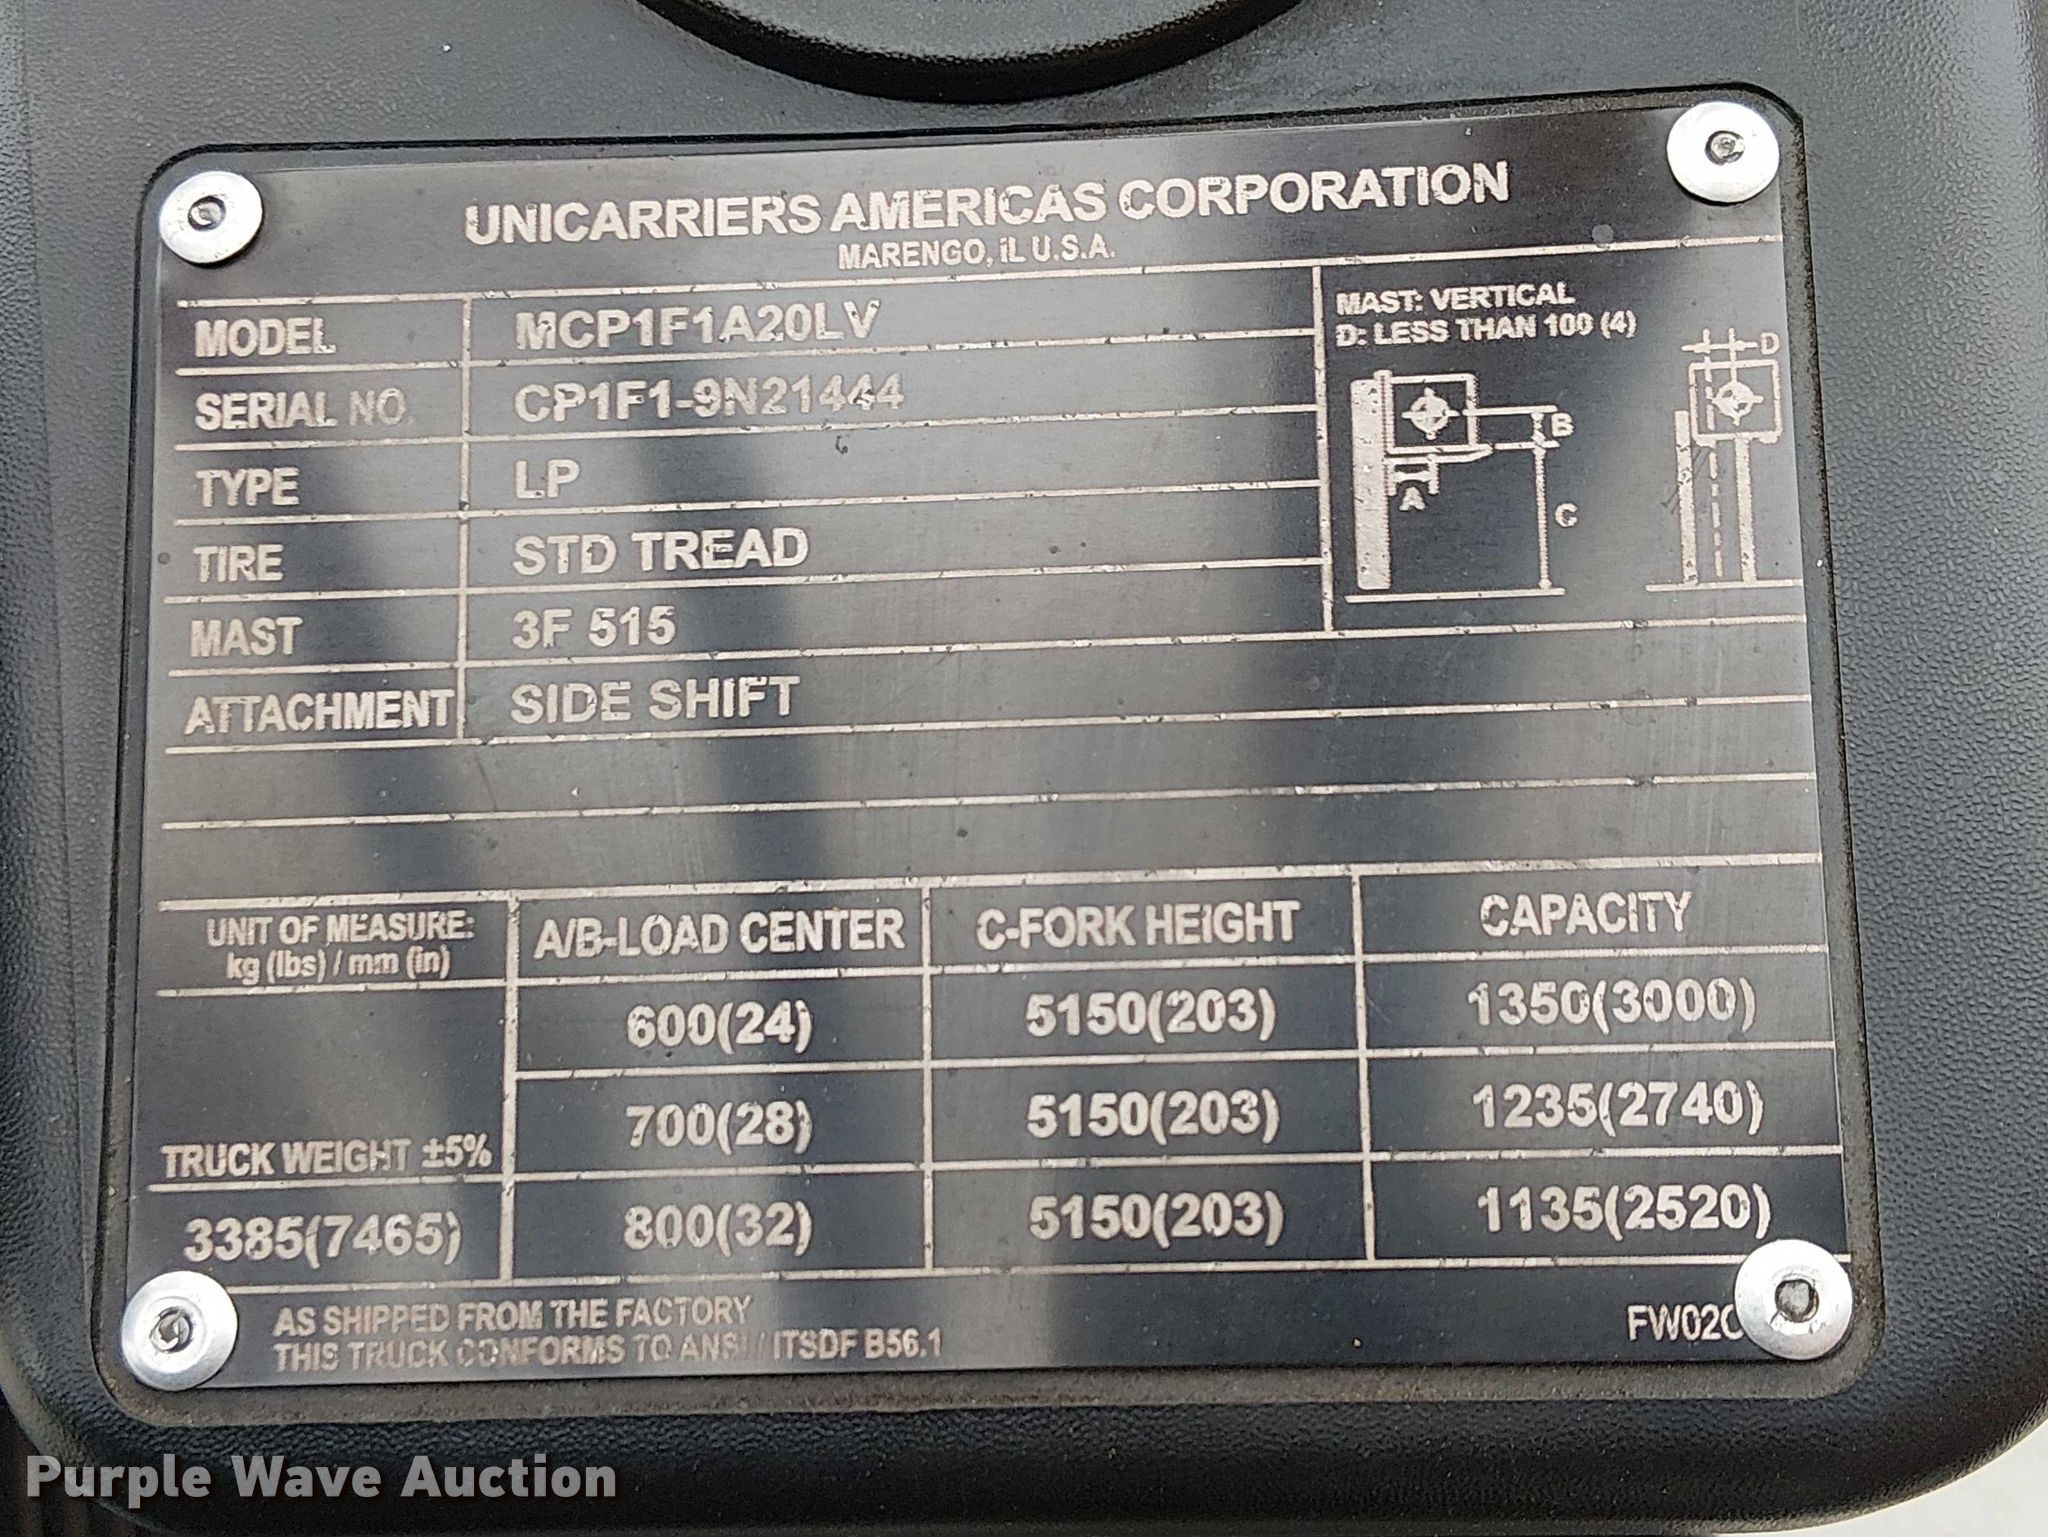 UNICARRIERS AMERICAS CORPORATION
MARENGO, iL U.S.A.
MODEL MCP1F1A20LV
SERIAL NO. CP1F1-9N21444
TYPE LP
TIRE STD TREAD
MAST 3F 515
ATTACHMENT SIDE SHIFT
MAST: VERTICAL
D: LESS THAN 100 (4)
D
B
A
C
UNIT OF MEASURE: kg (lbs) / mm (in) A/B-LOAD CENTER C-FORK HEIGHT CAPACITY
600(24) 5150(203) 1350(3000)
700(28) 5150(203) 1235(2740)
TRUCK WEIGHT ±5%
3385(7465) 800(32) 5150(203) 1135(2520)
AS SHIPPED FROM THE FACTORY
THIS TRUCK CONFORMS TO ANSI / ITSDF B56.1
Purple Wave Auction